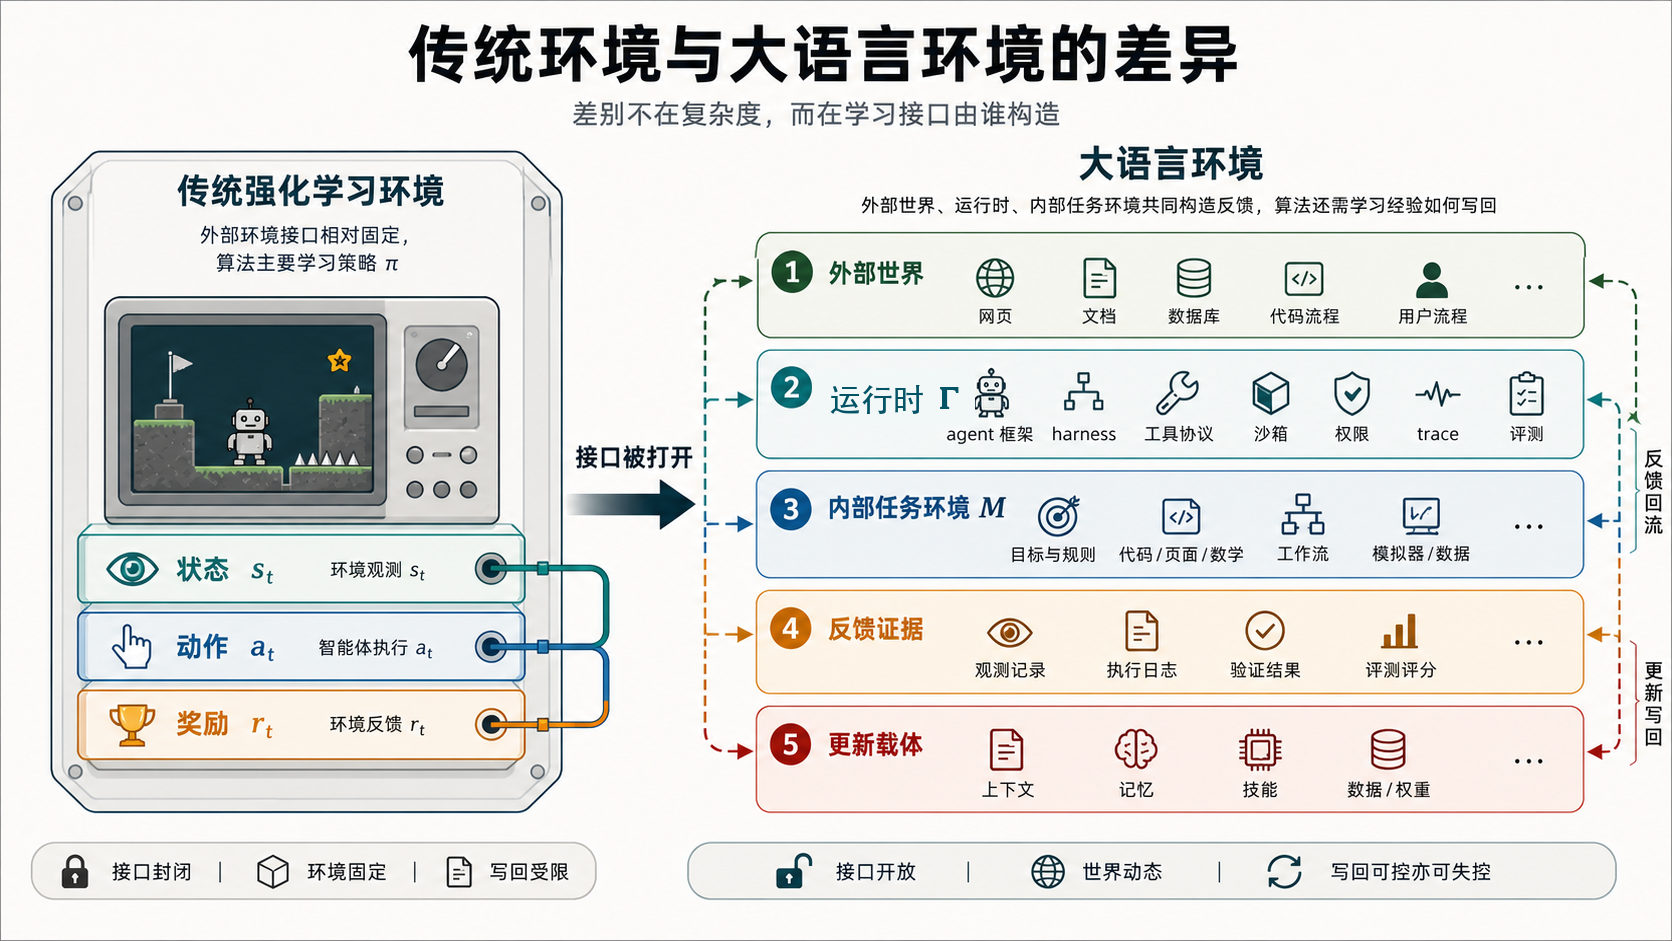 传统环境与大语言环境的差异
差别不在复杂度，而在学习接口由谁构造
传统强化学习环境
外部环境接口相对固定，
算法主要学习策略 π
状态 s_t 环境观测 s_t
动作 a_t 智能体执行 a_t
奖励 r_t 环境反馈 r_t
接口封闭 | 环境固定 | 写回受限
接口被打开
大语言环境
外部世界、运行时、内部任务环境共同构造反馈，算法还需学习经验如何写回
1 外部世界
网页 文档 数据库 </> 代码流程 用户流程 ...
2 运行时 Γ
agent 框架 harness 工具协议 沙箱 权限 trace 评测
3 内部任务环境 M
目标与规则 </> 代码/页面/数学 工作流 模拟器/数据 ...
4 反馈证据
观测记录 执行日志 验证结果 评测评分 ...
5 更新载体
上下文 记忆 技能 数据/权重 ...
反馈回流
更新写回
接口开放 | 世界动态 | 写回可控亦可失控